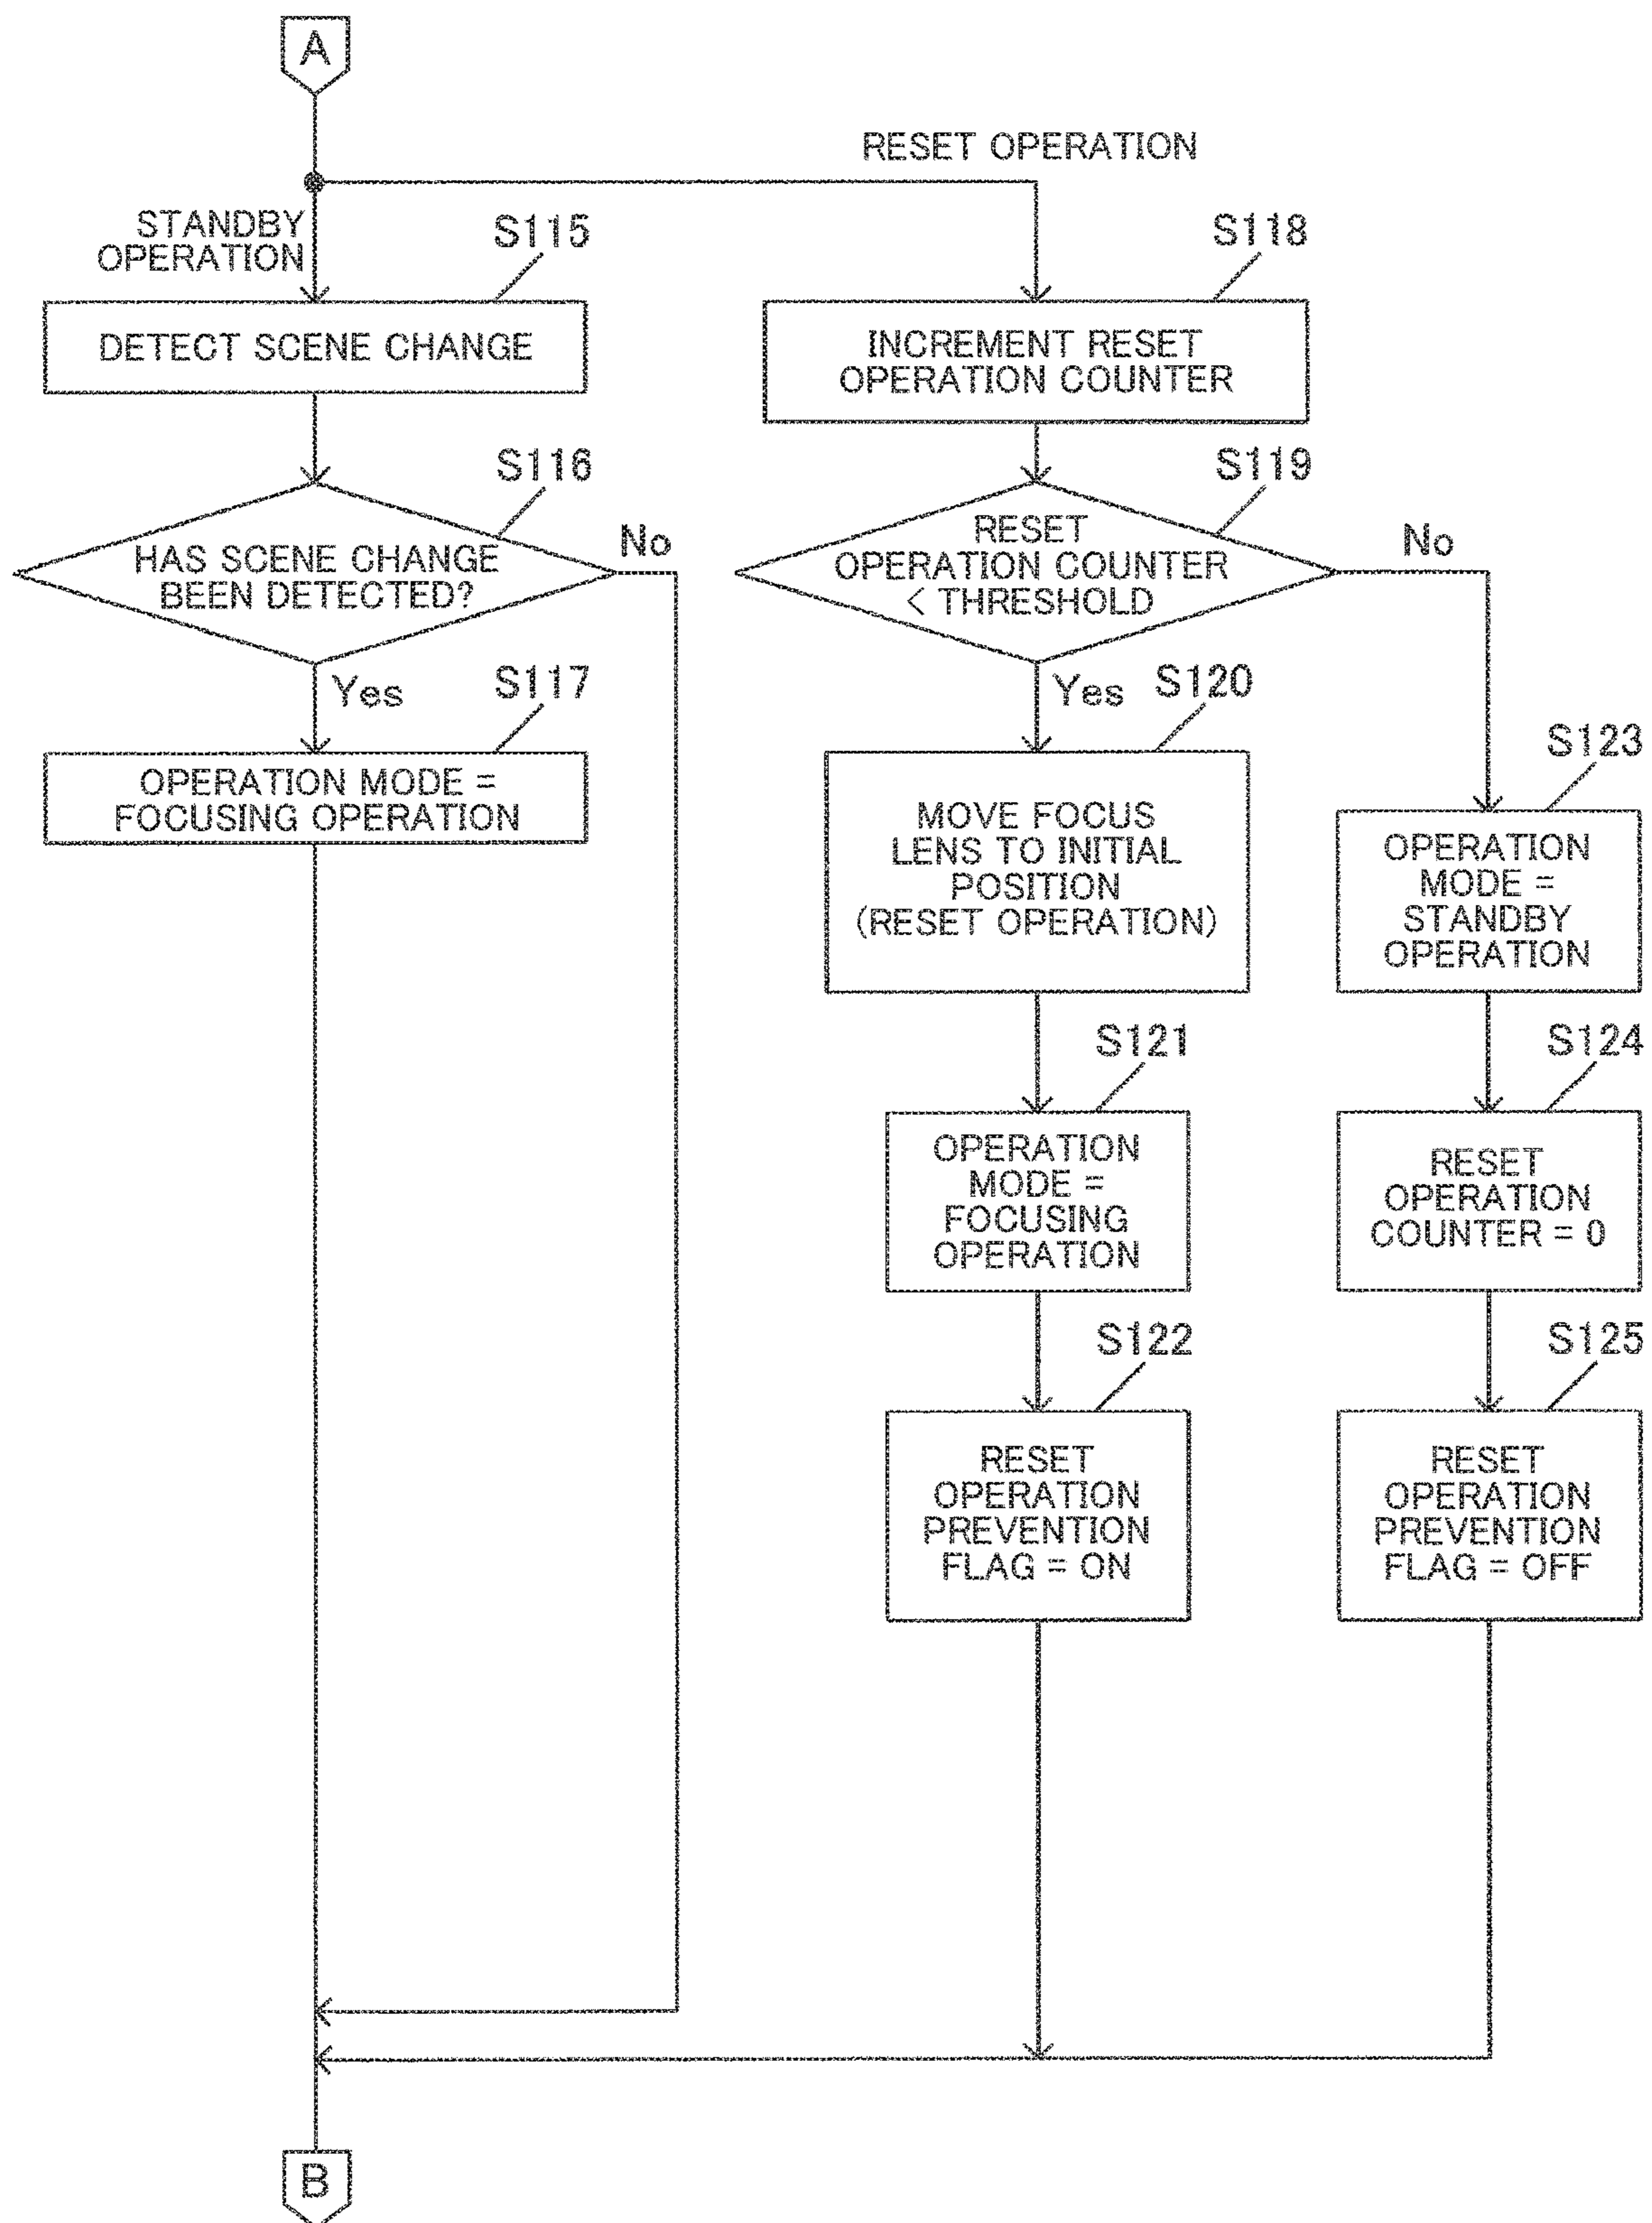 A
RESET OPERATION
STANDBY
OPERATION
S115
DETECT SCENE CHANGE
S116
HAS SCENE CHANGE
BEEN DETECTED?
No
Yes
S117
OPERATION MODE =
FOCUSING OPERATION
S118
INCREMENT RESET
OPERATION COUNTER
S119
RESET
OPERATION COUNTER
< THRESHOLD
No
Yes
S120
MOVE FOCUS
LENS TO INITIAL
POSITION
(RESET OPERATION)
S121
OPERATION
MODE =
FOCUSING
OPERATION
S122
RESET
OPERATION
PREVENTION
FLAG = ON
S123
OPERATION
MODE =
STANDBY
OPERATION
S124
RESET
OPERATION
COUNTER = 0
S125
RESET
OPERATION
PREVENTION
FLAG = OFF
B